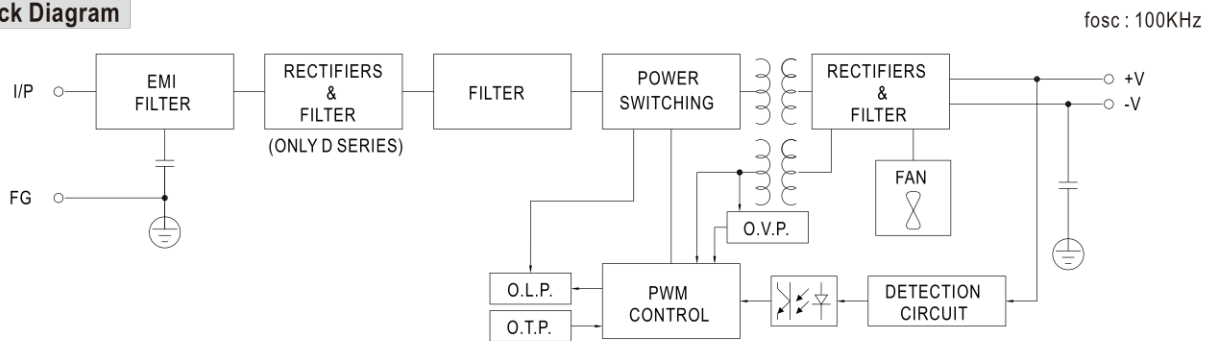 ck Diagram
fosc : 100KHz
I/P
EMI
FILTER
RECTIFIERS
&
FILTER
(ONLY D SERIES)
FILTER
POWER
SWITCHING
RECTIFIERS
&
FILTER
+V
-V
FG
FAN
O.V.P.
O.L.P.
O.T.P.
PWM
CONTROL
DETECTION
CIRCUIT